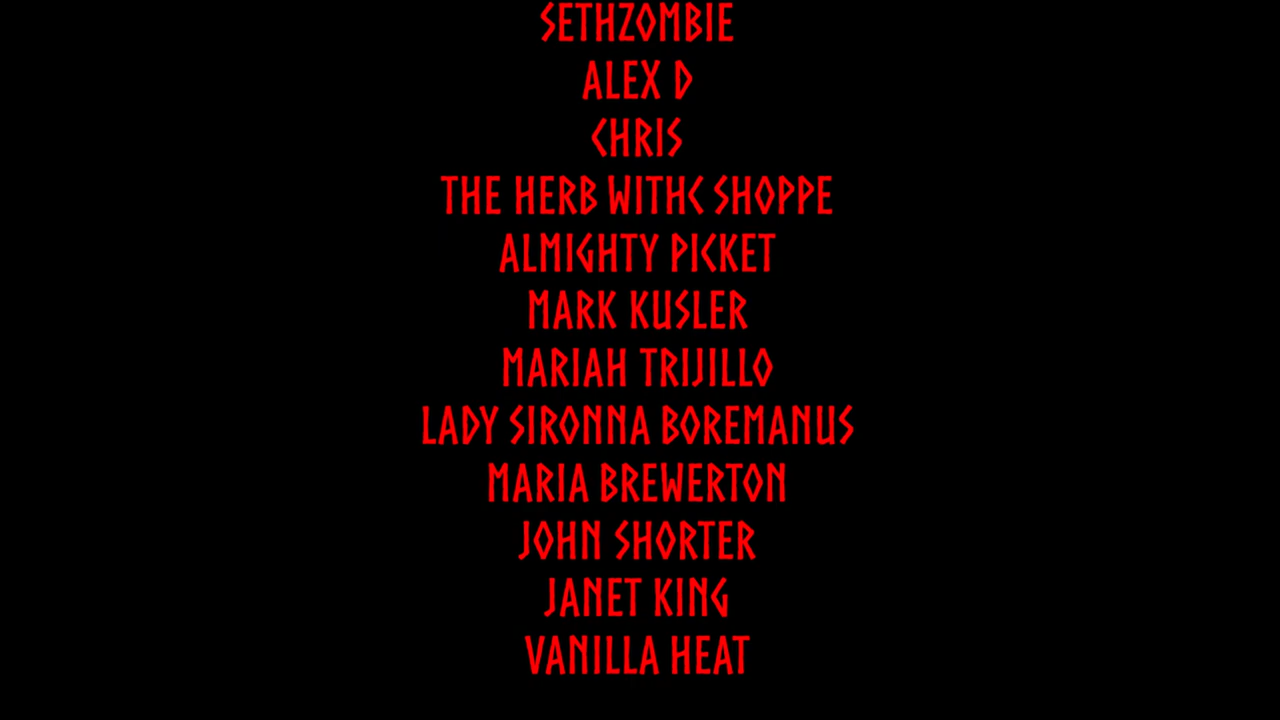 SETHZOMBIE
ALEX D
CHRIS
THE HERB WITHC SHOPPE
ALMIGHTY PICKET
MARK KUSLER
MARIAH TRIJILLO
LADY SIRONNA BOREMANUS
MARIA BREWERTON
JOHN SHORTER
JANET KING
VANILLA HEAT